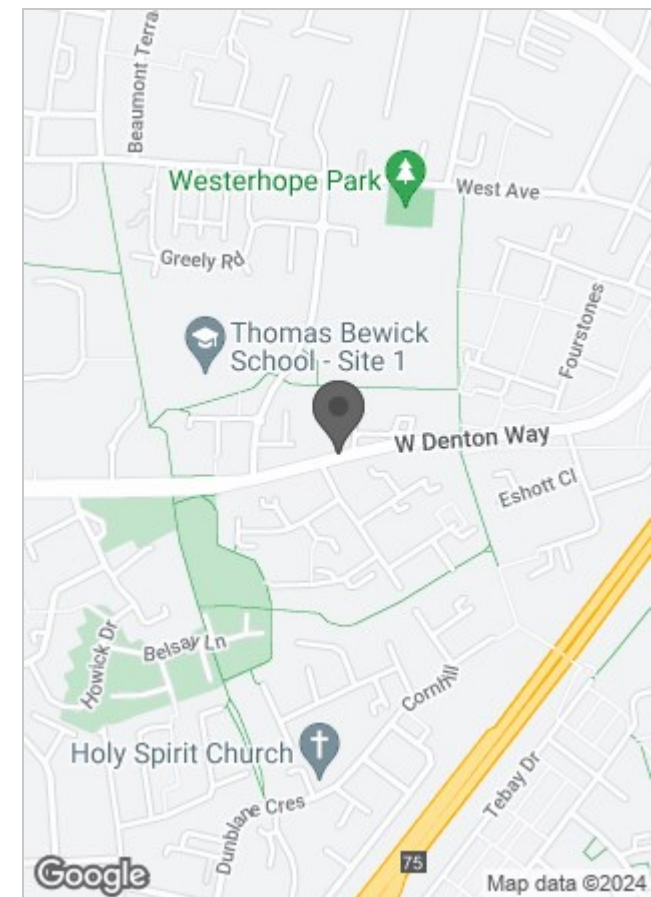 Beaumont Terra
Westerhope Park
West Ave
Greely Rd
Fourstones
Thomas Bewick
School - Site 1
W Denton Way
Eshott Cl
Howick Dr
Belsay Ln
Cornhill
Holy Spirit Church
Tebay Dr
Dunblane Cres
75
Google
Map data ©2024